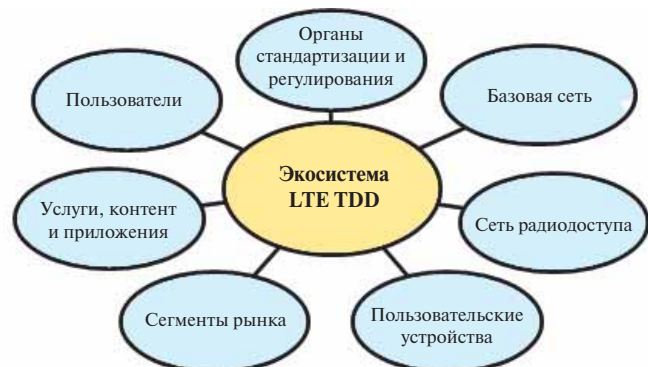 Органы
стандартизации и
регулирования
Пользователи
Базовая сеть
Экосистема
LTE TDD
Услуги, контент
и приложения
Сеть радиодоступа
Сегменты рынка
Пользовательские
устройства